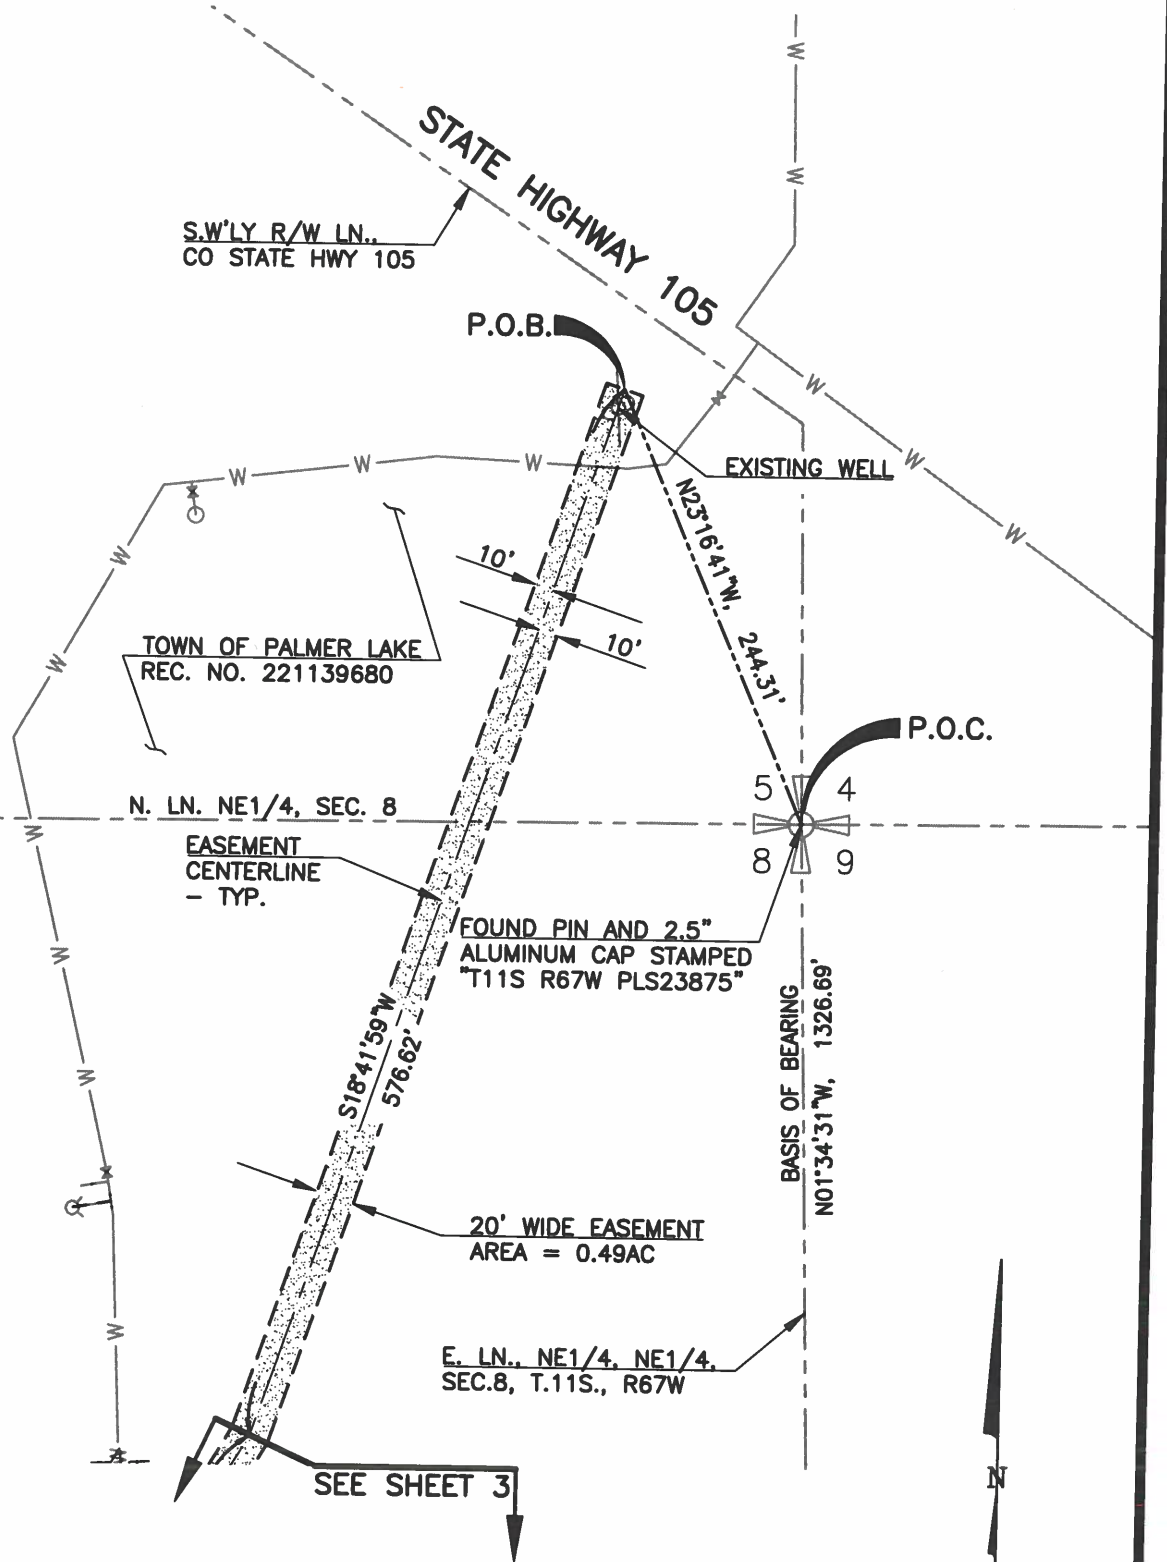 W
W
STATE HIGHWAY 105
S.W'LY R/W LN.,
CO STATE HWY 105
P.O.B.
W
W
EXISTING WELL
W
W
W
W
W
N23°16'41"W, 244.31'
10'
10'
W
TOWN OF PALMER LAKE
REC. NO. 221139680
P.O.C.
5 4
8 9
N. LN. NE1/4, SEC. 8
W
EASEMENT
CENTERLINE
- TYP.
FOUND PIN AND 2.5"
ALUMINUM CAP STAMPED
"T11S R67W PLS23875"
W
S18°41'59"W
576.62'
BASIS OF BEARING
N01°34'31"W, 1326.69'
W
20' WIDE EASEMENT
AREA = 0.49AC
W
E. LN., NE1/4, NE1/4,
SEC.8, T.11S., R67W
SEE SHEET 3
N